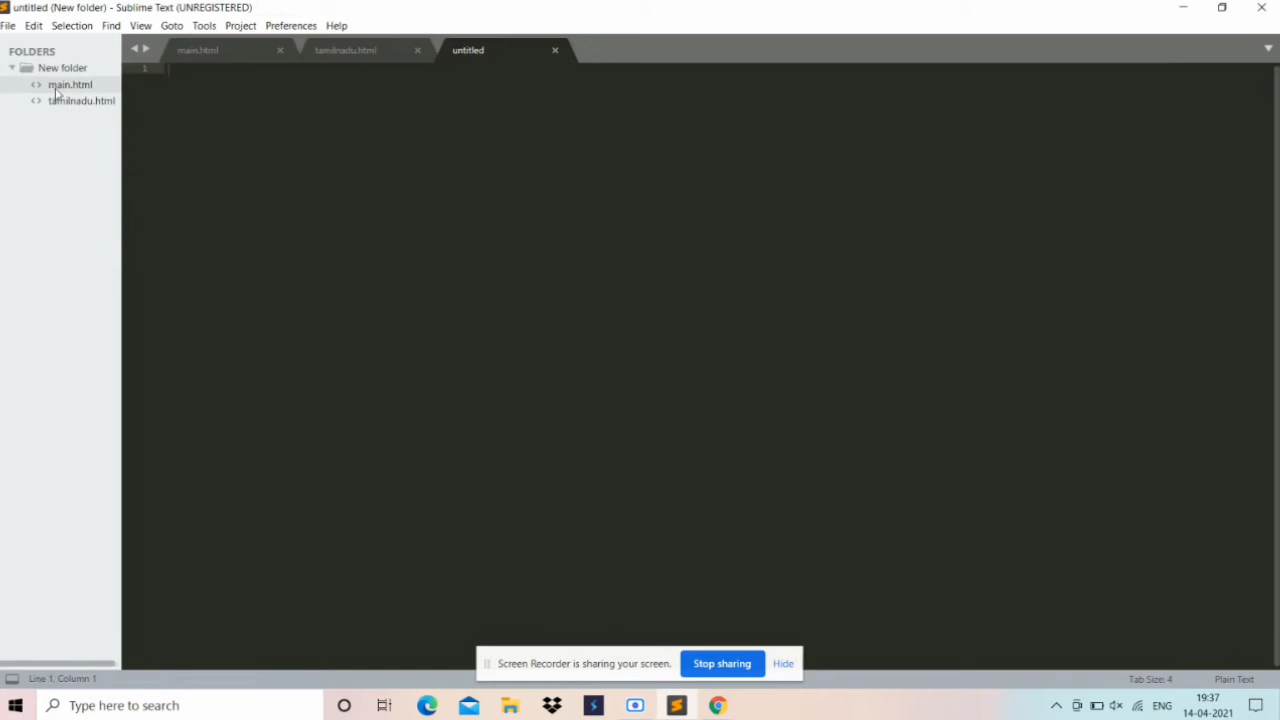 untitled (New folder) - Sublime Text (UNREGISTERED)
File Edit Selection Find View Goto Tools Project Preferences Help
FOLDERS
New folder
main.html
tamilnadu.html
main.html tamilnadu.html untitled
1
Screen Recorder is sharing your screen. Stop sharing Hide
Line 1, Column 1 Tab Size: 4 Plain Text
Type here to search
ENG
19:37
14-04-2021